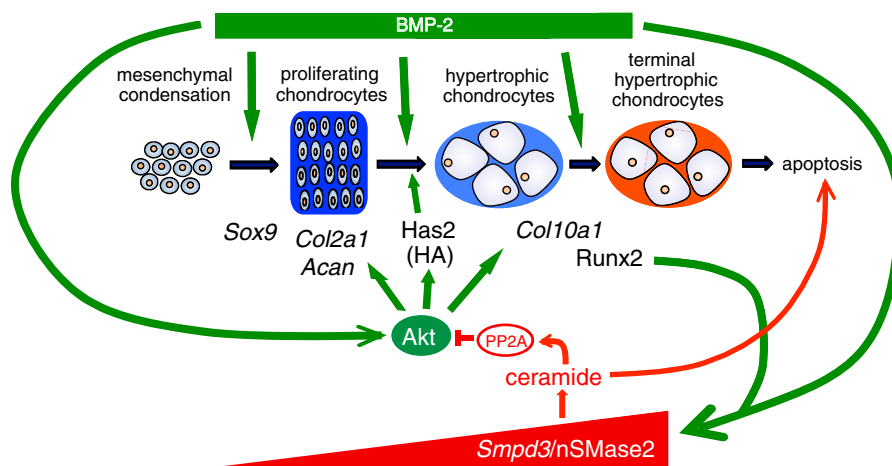 BMP-2
mesenchymal
condensation
proliferating
chondrocytes
hypertrophic
chondrocytes
terminal
hypertrophic
chondrocytes
apoptosis
Sox9
Col2a1
Acan
Has2
(HA)
Col10a1
Runx2
Akt
PP2A
ceramide
Smpd3/nSMase2